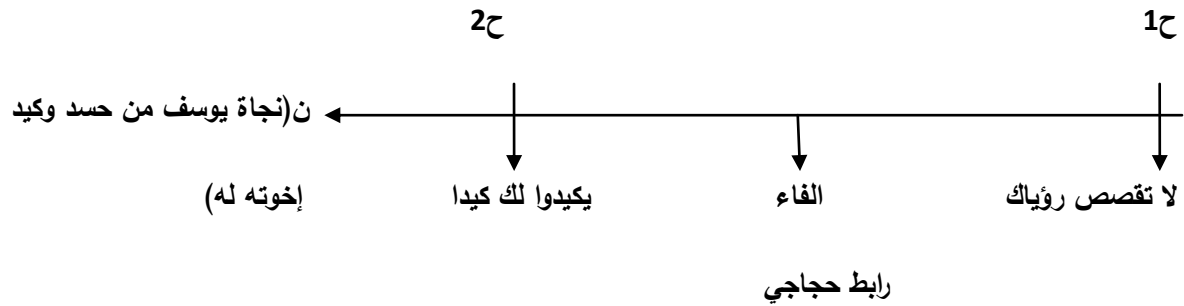 ح1 ح2
ن(نجاة يوسف من حسد وكيد
لا تقصص رؤياك الفاء يكيدوا لك كيدا إخوته له)
رابط حجاجي